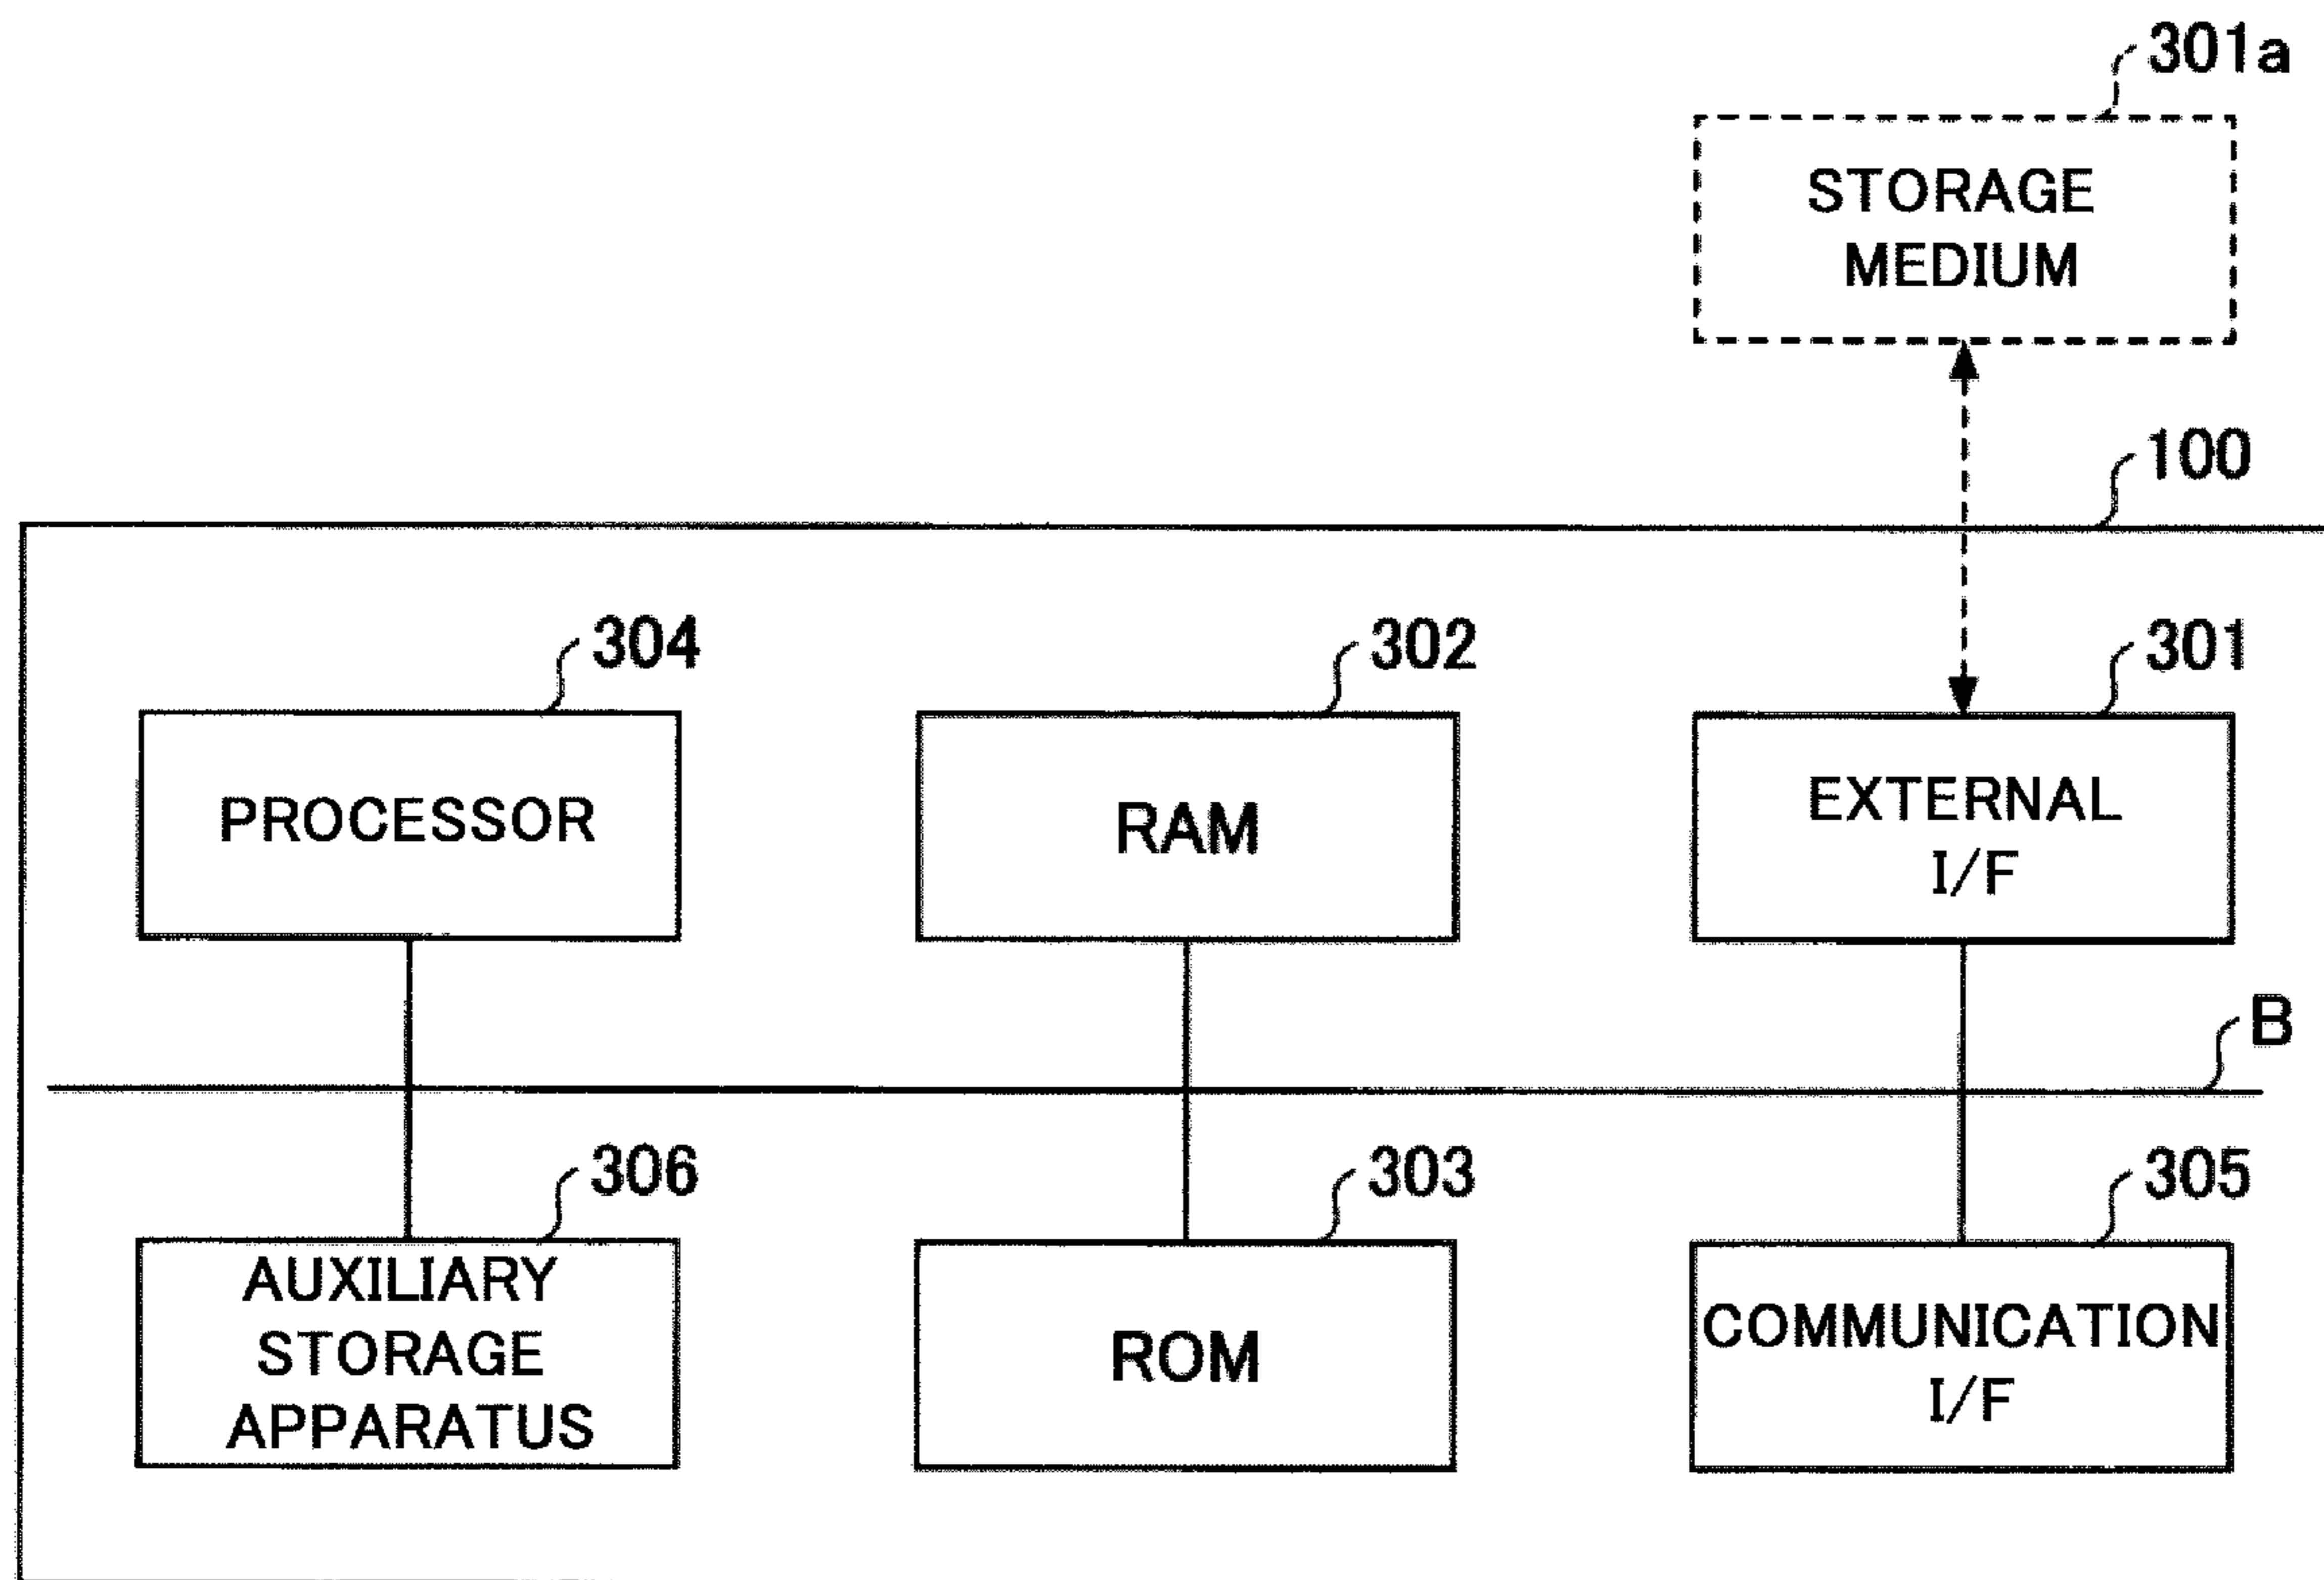 301a
STORAGE
MEDIUM
100
304
302
301
PROCESSOR
RAM
EXTERNAL
I/F
B
306
303
305
AUXILIARY
STORAGE
APPARATUS
ROM
COMMUNICATION
I/F